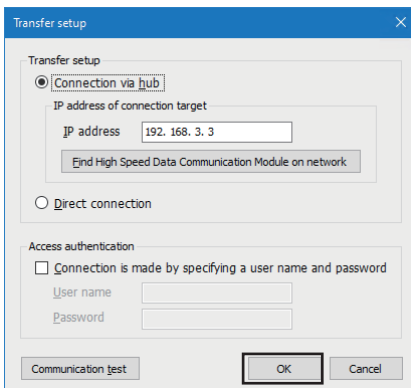 Transfer setup
Transfer setup
Connection via hub
IP address of connection target
IP address 192. 168. 3. 3
Find High Speed Data Communication Module on network
Direct connection
Access authentication
Connection is made by specifying a user name and password
User name
Password
Communication test OK Cancel